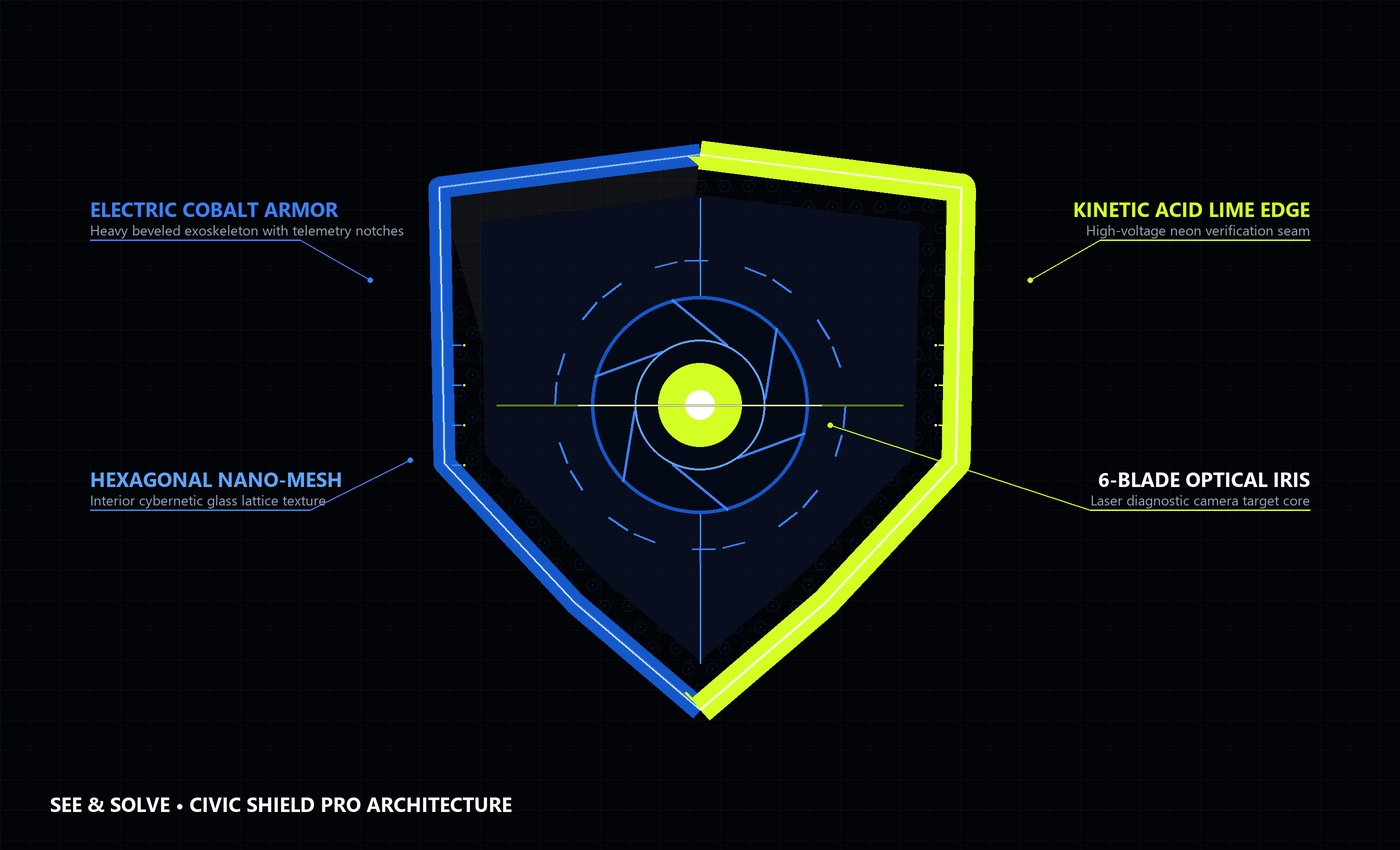 ELECTRIC COBALT ARMOR
Heavy beveled exoskeleton with telemetry notches
KINETIC ACID LIME EDGE
High-voltage neon verification seam
HEXAGONAL NANO-MESH
Interior cybernetic glass lattice texture
6-BLADE OPTICAL IRIS
Laser diagnostic camera target core
SEE & SOLVE • CIVIC SHIELD PRO ARCHITECTURE